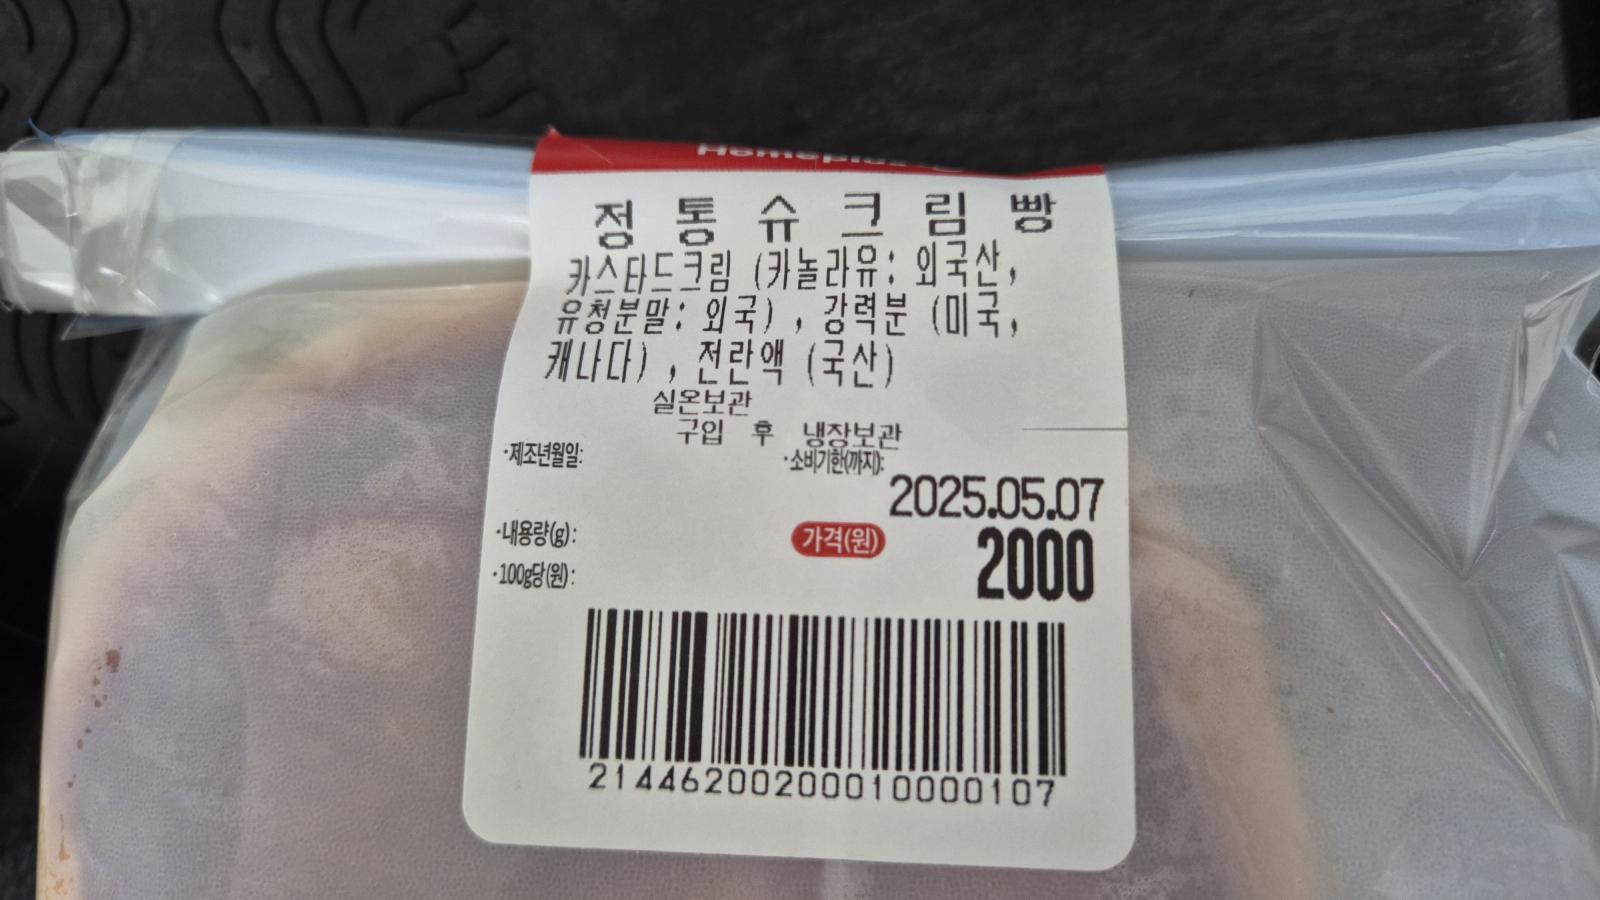 Homeplus
정통슈크림빵
카스타드크림 (카놀라유: 외국산,
유청분말: 외국) , 강력분 (미국,
캐나다) , 전란액 (국산)
실온보관
구입 후 냉장보관
·제조년월일:
·소비기한(까지):
2025.05.07
·내용량(g):
가격(원)
2000
·100g당(원):
214462002000010000107